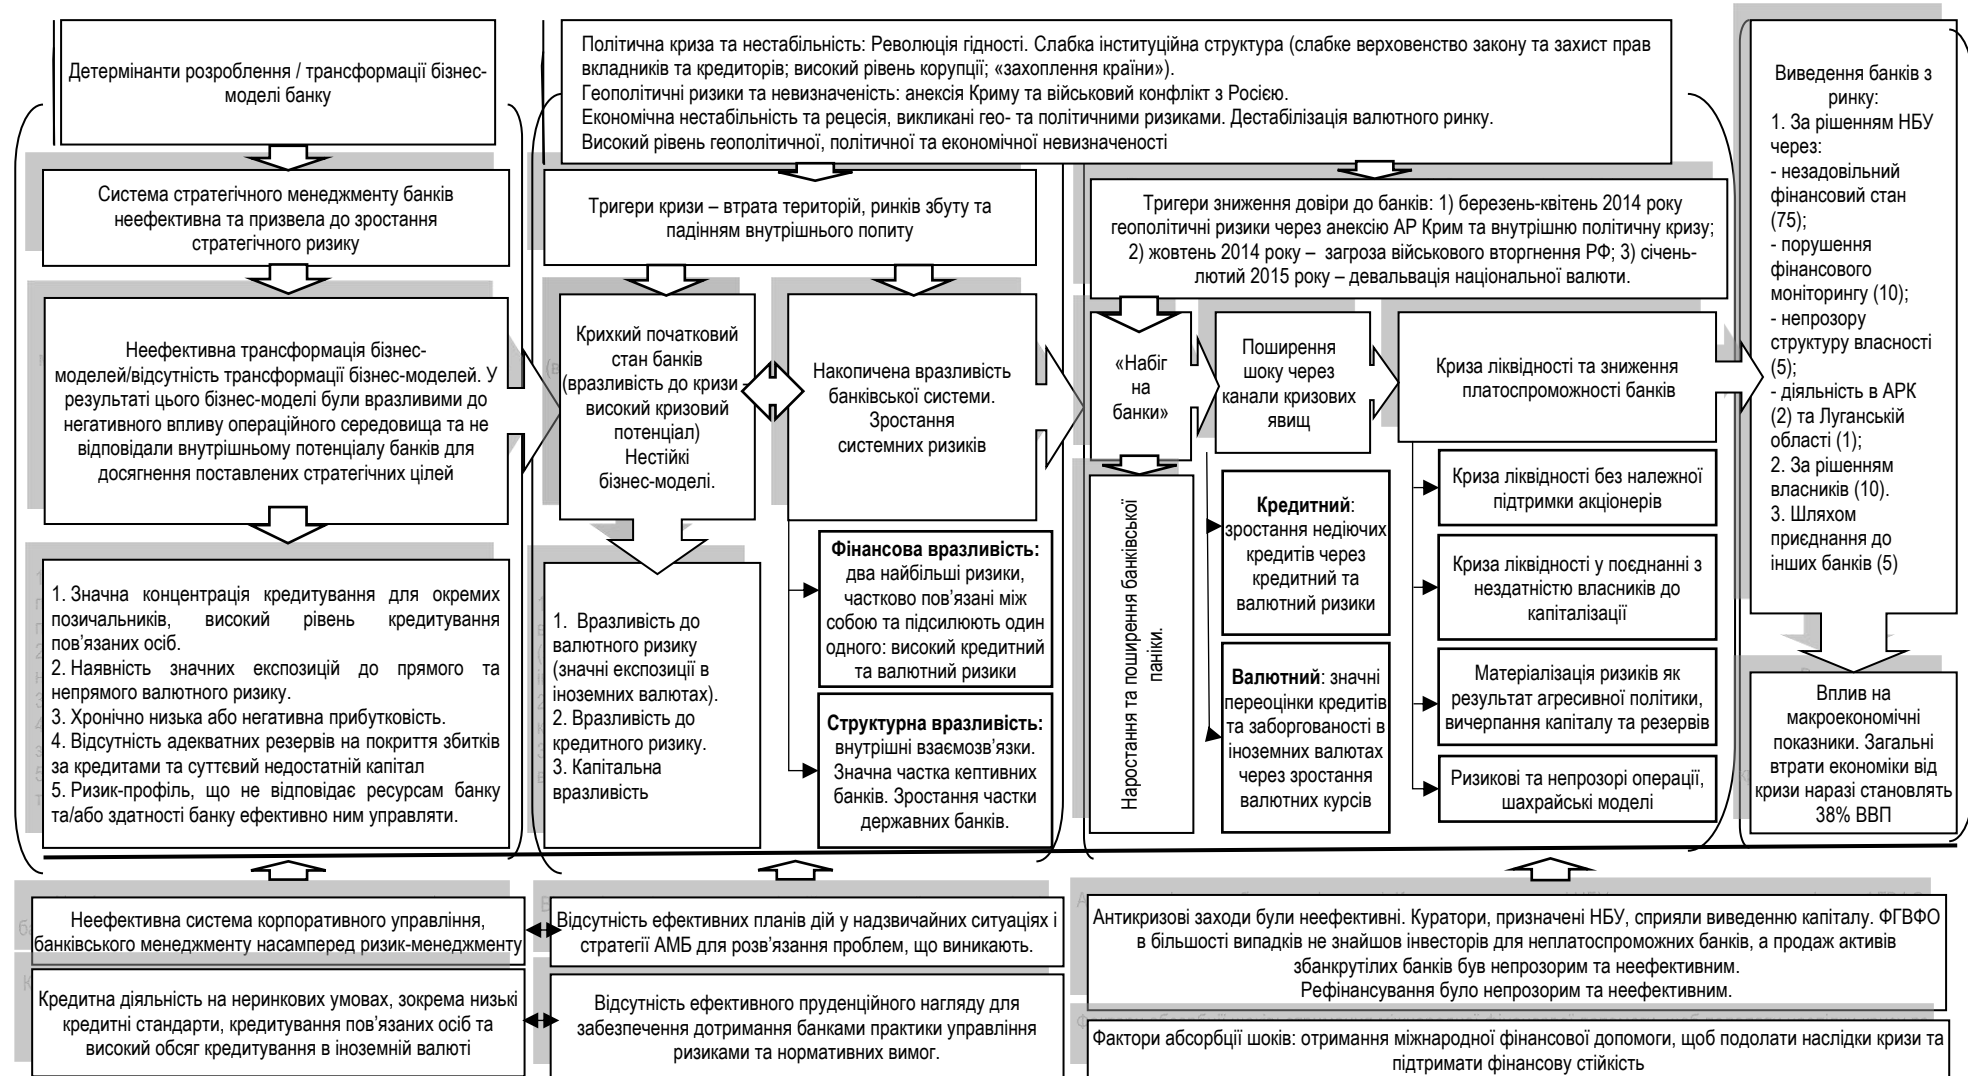 Детермінанти розроблення / трансформації бізнес-
моделі банку
Система стратегічного менеджменту банків
неефективна та призвела до зростання
стратегічного ризику
Неефективна трансформація бізнес-
моделей/відсутність трансформації бізнес-моделей. У
результаті цього бізнес-моделі були вразливими до
негативного впливу операційного середовища та не
відповідали внутрішньому потенціалу банків для
досягнення поставлених стратегічних цілей
1. Значна концентрація кредитування для окремих
позичальників, високий рівень кредитування
пов’язаних осіб.
2. Наявність значних експозицій до прямого та
непрямого валютного ризику.
3. Хронічно низька або негативна прибутковість.
4. Відсутність адекватних резервів на покриття збитків
за кредитами та суттєвий недостатній капітал
5. Ризик-профіль, що не відповідає ресурсам банку
та/або здатності банку ефективно ним управляти.
Політична криза та нестабільність: Революція гідності. Слабка інституційна структура (слабке верховенство закону та захист прав
вкладників та кредиторів; високий рівень корупції; «захоплення країни»).
Геополітичні ризики та невизначеність: анексія Криму та військовий конфлікт з Росією.
Економічна нестабільність та рецесія, викликані гео- та політичними ризиками. Дестабілізація валютного ринку.
Високий рівень геополітичної, політичної та економічної невизначеності
Тригери кризи – втрата територій, ринків збуту та
падінням внутрішнього попиту
Крихкий початковий
стан банків
(вразливість до кризи -
високий кризовий
потенціал)
Нестійкі
бізнес-моделі.
1. Вразливість до
валютного ризику
(значні експозиції в
іноземних валютах).
2. Вразливість до
кредитного ризику.
3. Капітальна
вразливість
Накопичена вразливість
банківської системи.
Зростання
системних ризиків
Фінансова вразливість:
два найбільші ризики,
частково пов’язані між
собою та підсилюють один
одного: високий кредитний
та валютний ризики
Структурна вразливість:
внутрішні взаємозв’язки.
Значна частка кептивних
банків. Зростання частки
державних банків.
Тригери зниження довіри до банків: 1) березень-квітень 2014 року
геополітичні ризики через анексію АР Крим та внутрішню політичну кризу;
2) жовтень 2014 року – загроза військового вторгнення РФ; 3) січень-
лютий 2015 року – девальвація національної валюти.
«Набіг
на
банки»
Наростання та поширення банківської
паніки.
Поширення
шоку через
канали кризових
явищ
Кредитний:
зростання недіючих
кредитів через
кредитний та
валютний ризики
Валютний: значні
переоцінки кредитів
та заборгованості в
іноземних валютах
через зростання
валютних курсів
Криза ліквідності та зниження
платоспроможності банків
Криза ліквідності без належної
підтримки акціонерів
Криза ліквідності у поєднанні з
нездатністю власників до
капіталізації
Матеріалізація ризиків як
результат агресивної політики,
вичерпання капіталу та резервів
Ризикові та непрозорі операції,
шахрайські моделі
Виведення банків з
ринку:
1. За рішенням НБУ
через:
- незадовільний
фінансовий стан
(75);
- порушення
фінансового
моніторингу (10);
- непрозору
структуру власності
(5);
- діяльність в АРК
(2) та Луганській
області (1);
2. За рішенням
власників (10).
3. Шляхом
приєднання до
інших банків (5)
Вплив на
макроекономічні
показники. Загальні
втрати економіки від
кризи наразі становлять
38% ВВП
Неефективна система корпоративного управління,
банківського менеджменту насамперед ризик-менеджменту
Кредитна діяльність на неринкових умовах, зокрема низькі
кредитні стандарти, кредитування пов’язаних осіб та
високий обсяг кредитування в іноземній валюті
Відсутність ефективних планів дій у надзвичайних ситуаціях і
стратегії АМБ для розв’язання проблем, що виникають.
Відсутність ефективного пруденційного нагляду для
забезпечення дотримання банками практики управління
ризиками та нормативних вимог.
Антикризові заходи були неефективні. Куратори, призначені НБУ, сприяли виведенню капіталу. ФГВФО
в більшості випадків не знайшов інвесторів для неплатоспроможних банків, а продаж активів
збанкрутілих банків був непрозорим та неефективним.
Рефінансування було непрозорим та неефективним.
Фактори абсорбції шоків: отримання міжнародної фінансової допомоги, щоб подолати наслідки кризи та
підтримати фінансову стійкість